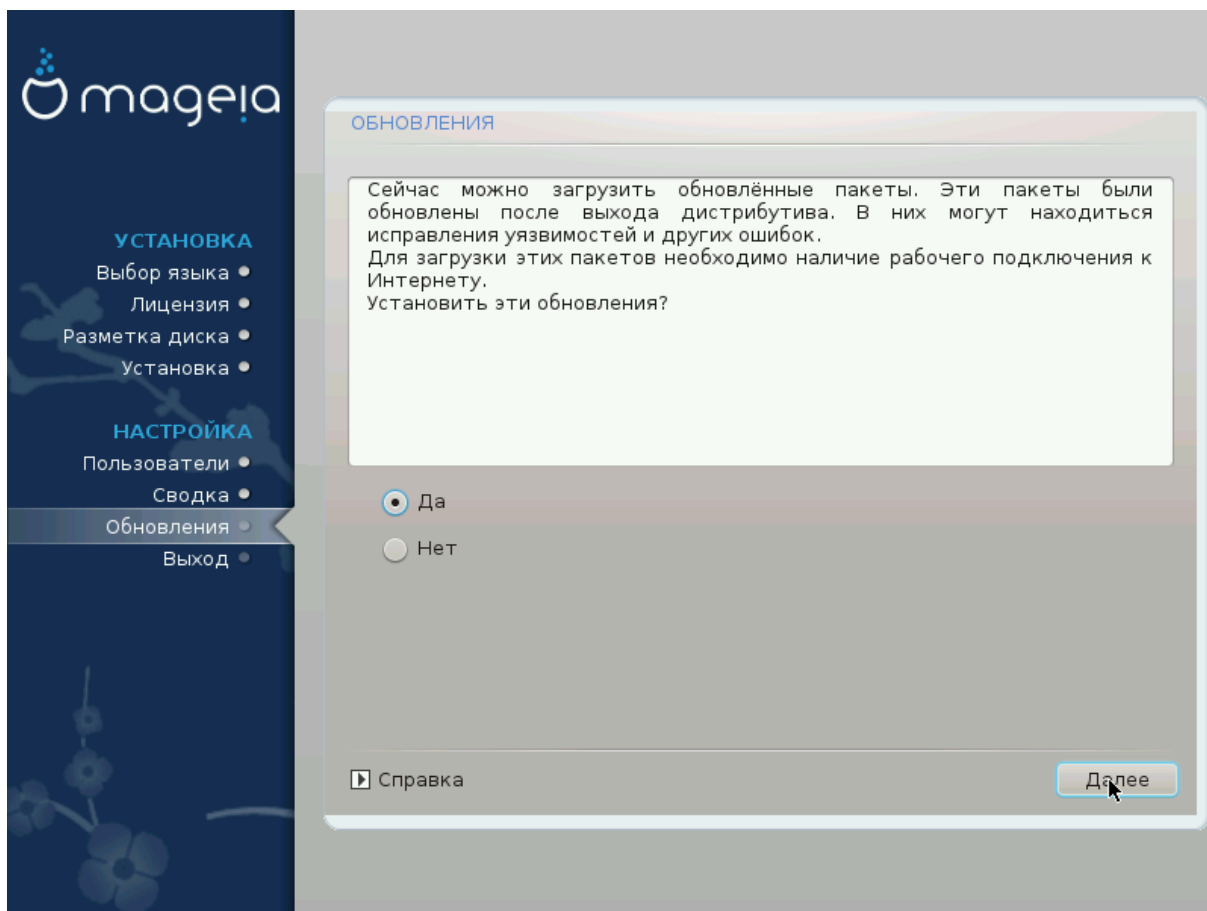 mageia
УСТАНОВКА
Выбор языка
Лицензия
Разметка диска
Установка
НАСТРОЙКА
Пользователи
Сводка
Обновления
Выход
ОБНОВЛЕНИЯ
Сейчас можно загрузить обновлённые пакеты. Эти пакеты были
обновлены после выхода дистрибутива. В них могут находиться
исправления уязвимостей и других ошибок.
Для загрузки этих пакетов необходимо наличие рабочего подключения к
Интернету.
Установить эти обновления?
Да
Нет
Справка
Далее